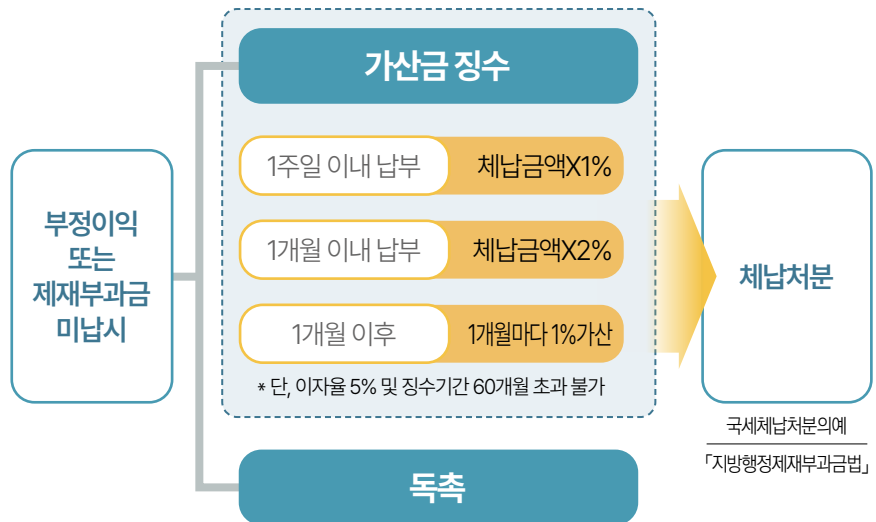 가산금 징수
1주일 이내 납부 체납금액X1%
부정이익
또는
제재부과금
미납시
1개월 이내 납부 체납금액X2%
체납처분
1개월 이후 1개월마다 1%가산
* 단, 이자율 5% 및 징수기간 60개월 초과 불가
국세체납처분의예
「지방행정제재부과금법」
독촉